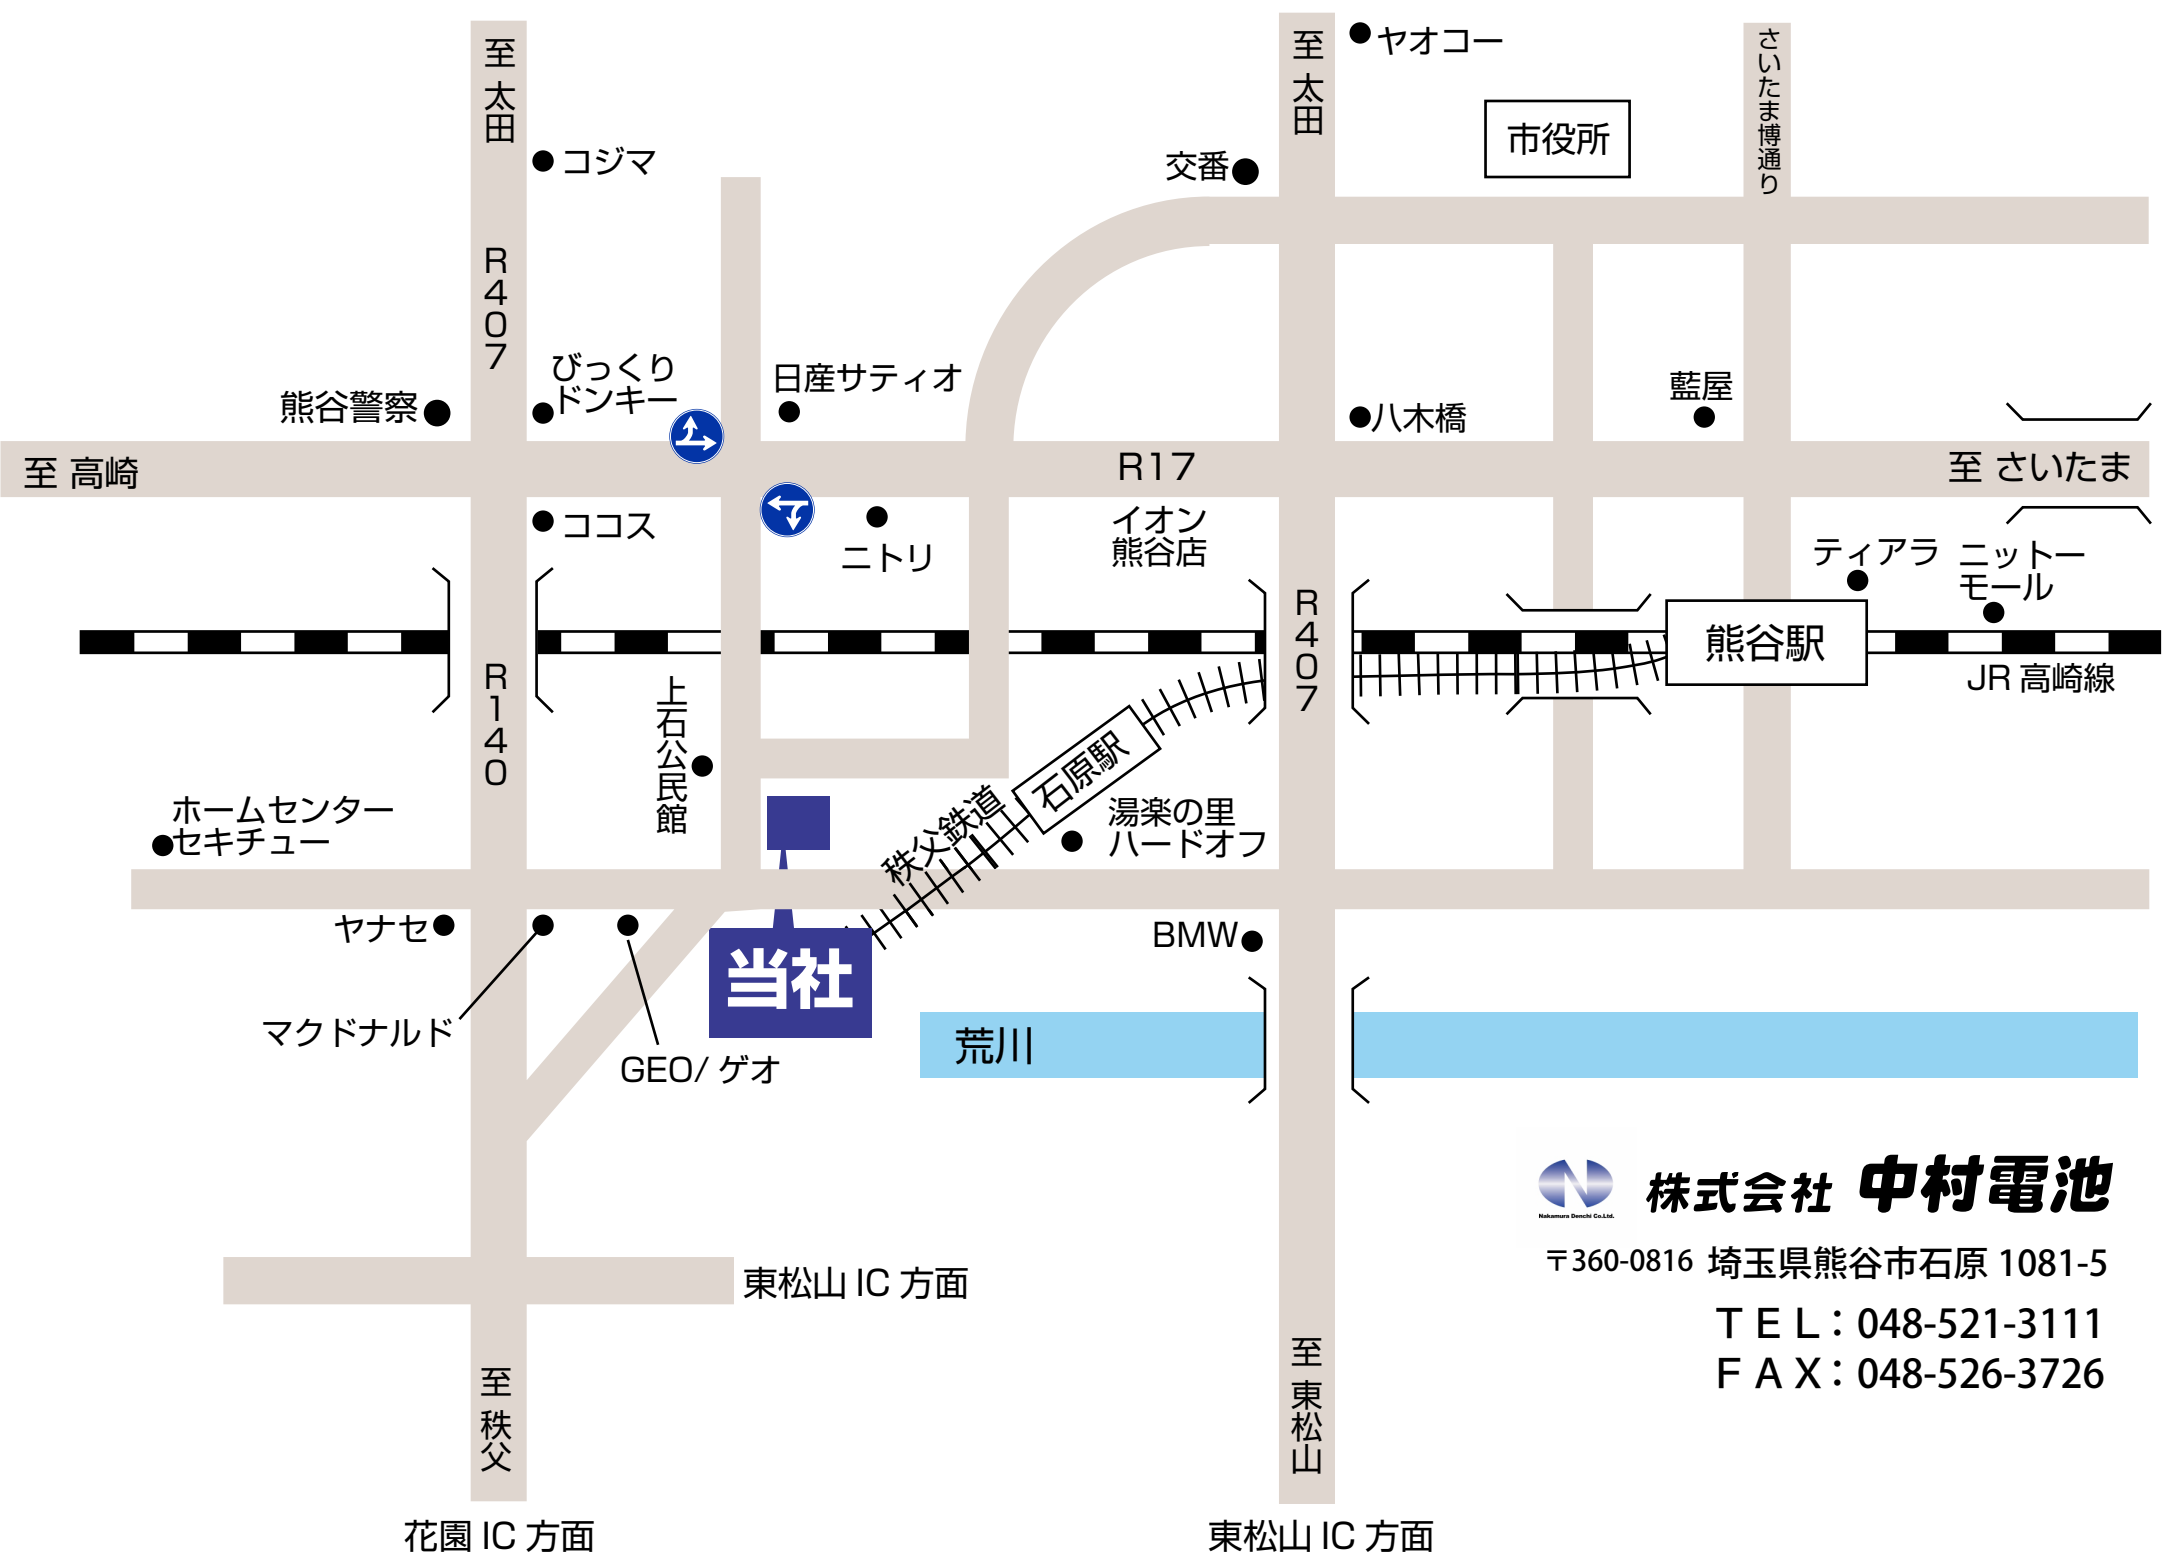 至 太田
至 太田
ヤオコー
さいたま博通り
市役所
コジマ
交番
R407
びっくり
ドンキー
日産サティオ
熊谷警察
藍屋
八木橋
至 高崎
R17
至 さいたま
ココス
ニトリ
イオン
熊谷店
ティアラ
ニットー
モール
R407
熊谷駅
JR 高崎線
R140
上石公民館
石原駅
秩父鉄道
湯楽の里
ハードオフ
ホームセンター
セキチュー
ヤナセ
BMW
当社
マクドナルド
GEO/ ゲオ
荒川
Nakamura Denchi Co.Ltd.
株式会社 中村電池
〒360-0816 埼玉県熊谷市石原 1081-5
ＴＥＬ：048-521-3111
ＦＡＸ：048-526-3726
東松山 IC 方面
至 秩父
至 東松山
花園 IC 方面
東松山 IC 方面